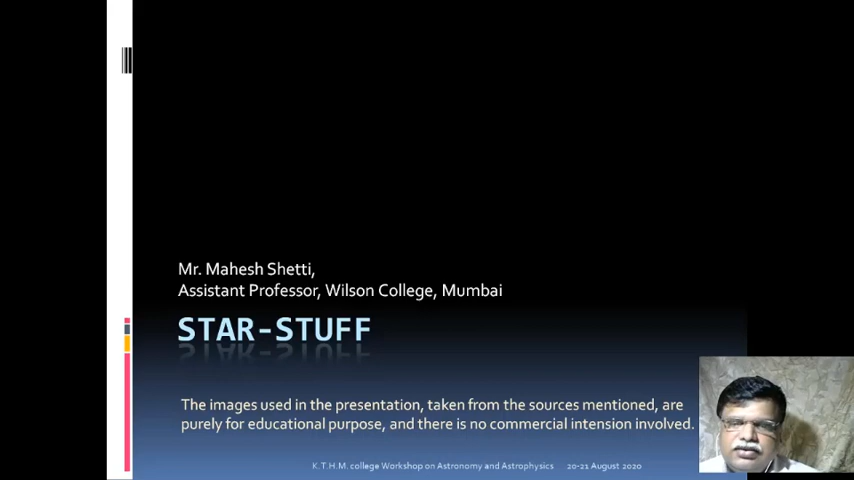 Mr. Mahesh Shetti,
Assistant Professor, Wilson College, Mumbai
STAR-STUFF
The images used in the presentation, taken from the sources mentioned, are
purely for educational purpose, and there is no commercial intension involved.
K.T.H.M. college Workshop on Astronomy and Astrophysics 20-21 August 2020